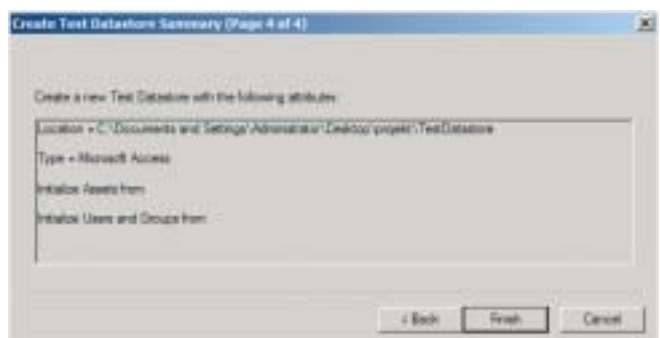 Create Test Datastore Summary (Page 4 of 4)
Create a new Test Datastore with the following attributes:
Location = C:\Documents and Settings\Administrator\Desktop\projekt\TestDatastore
Type = Microsoft Access
Initialize Assets from
Initialize Users and Groups from
< Back Finish Cancel